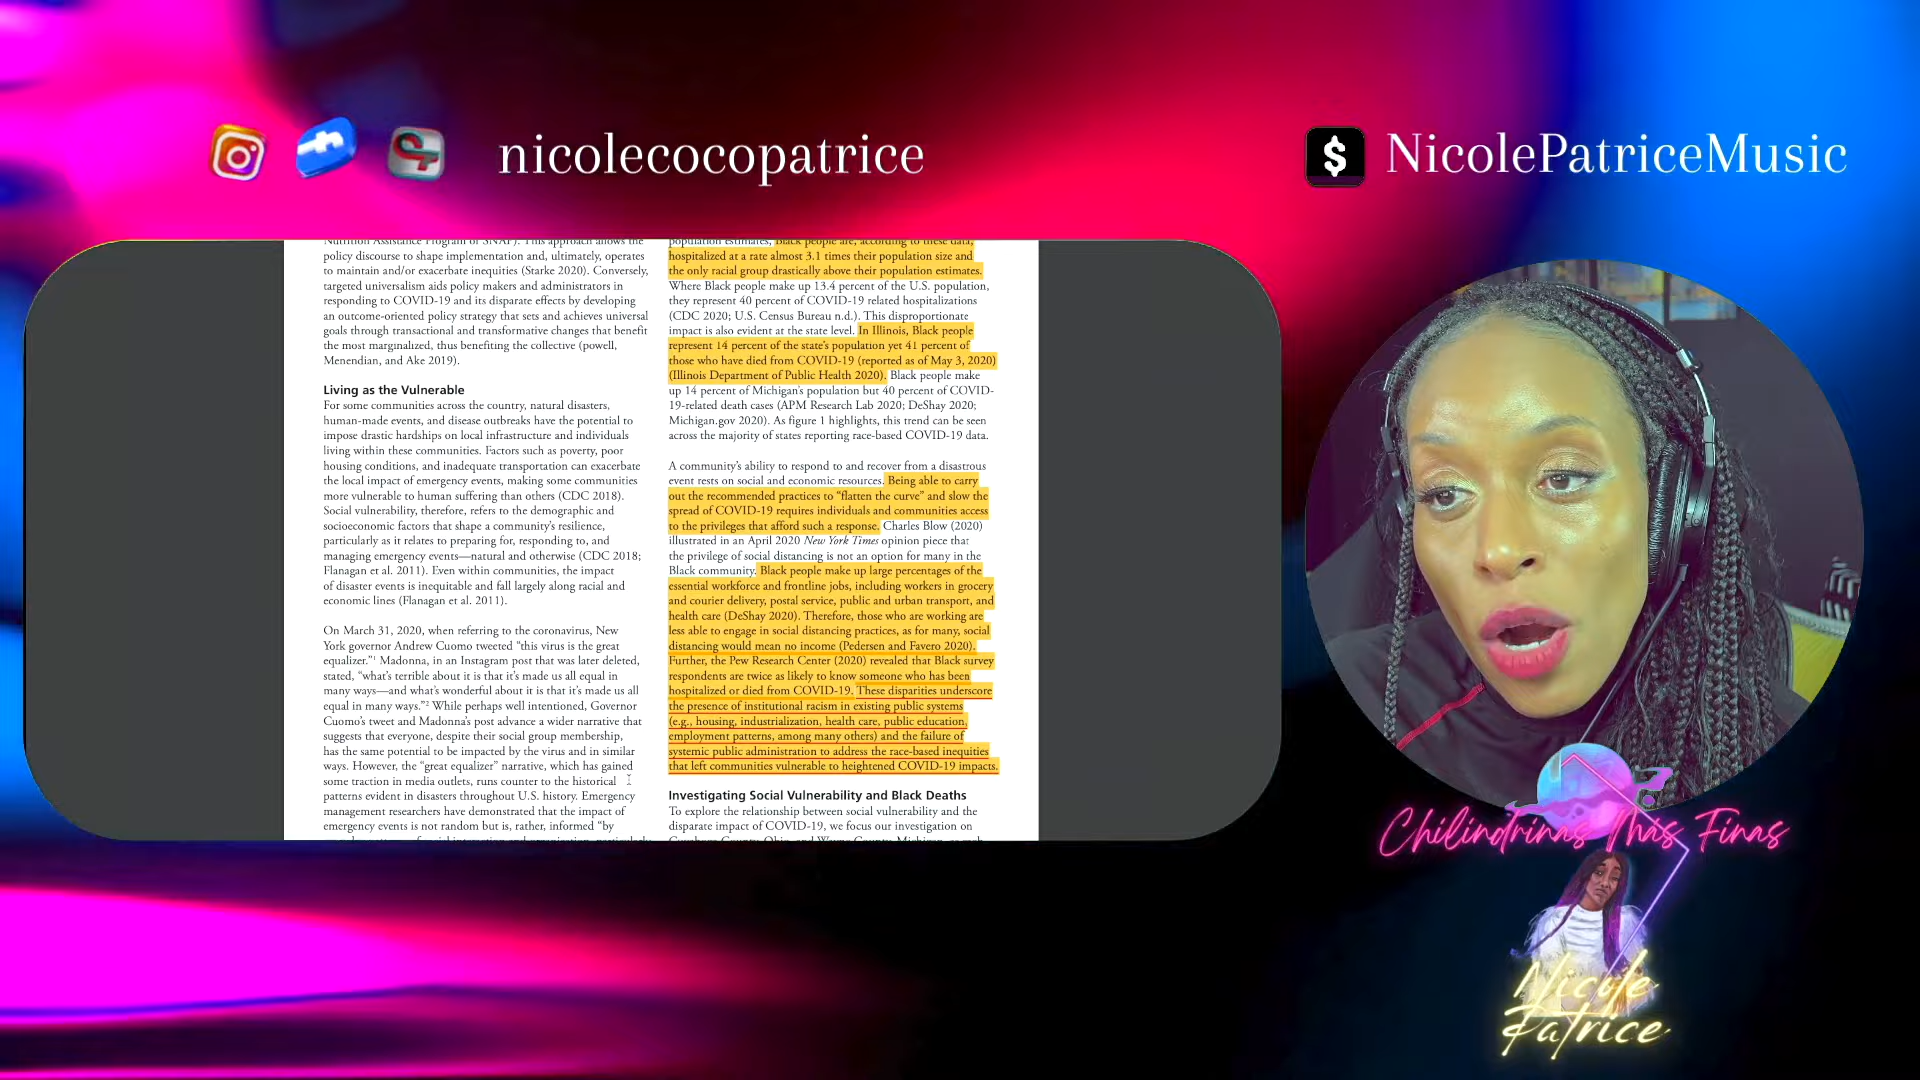 nicolecocopatrice
NicolePatriceMusic
Nutrition Assistance Program or SNAP). This approach allows the
policy discourse to shape implementation and, ultimately, operates
to maintain and/or exacerbate inequities (Starke 2020). Conversely,
targeted universalism aids policy makers and administrators in
responding to COVID-19 and its disparate effects by developing
an outcome-oriented policy strategy that sets and achieves universal
goals through transactional and transformative changes that benefit
the most marginalized, thus benefiting the collective (powell,
Menendian, and Ake 2019).
Living as the Vulnerable
For some communities across the country, natural disasters,
human-made events, and disease outbreaks have the potential to
impose drastic hardships on local infrastructure and individuals
living within these communities. Factors such as poverty, poor
housing conditions, and inadequate transportation can exacerbate
the local impact of emergency events, making some communities
more vulnerable to human suffering than others (CDC 2018).
Social vulnerability, therefore, refers to the demographic and
socioeconomic factors that shape a community's resilience,
particularly as it relates to preparing for, responding to, and
managing emergency events—natural and otherwise (CDC 2018;
Flanagan et al. 2011). Even within communities, the impact
of disaster events is inequitable and fall largely along racial and
economic lines (Flanagan et al. 2011).
On March 31, 2020, when referring to the coronavirus, New
York governor Andrew Cuomo tweeted "this virus is the great
equalizer."¹ Madonna, in an Instagram post that was later deleted,
stated, "what's terrible about it is that it's made us all equal in
many ways—and what's wonderful about it is that it's made us all
equal in many ways."² While perhaps well intentioned, Governor
Cuomo's tweet and Madonna's post advance a wider narrative that
suggests that everyone, despite their social group membership,
has the same potential to be impacted by the virus and in similar
ways. However, the "great equalizer" narrative, which has gained
some traction in media outlets, runs counter to the historical
patterns evident in disasters throughout U.S. history. Emergency
management researchers have demonstrated that the impact of
emergency events is not random but is, rather, informed "by
population estimates, Black people are, according to these data,
hospitalized at a rate almost 3.1 times their population size and
the only racial group drastically above their population estimates.
Where Black people make up 13.4 percent of the U.S. population,
they represent 40 percent of COVID-19 related hospitalizations
(CDC 2020; U.S. Census Bureau n.d.). This disproportionate
impact is also evident at the state level. In Illinois, Black people
represent 14 percent of the state's population yet 41 percent of
those who have died from COVID-19 (reported as of May 3, 2020)
(Illinois Department of Public Health 2020). Black people make
up 14 percent of Michigan's population but 40 percent of COVID-
19-related death cases (APM Research Lab 2020; DeShay 2020;
Michigan.gov 2020). As figure 1 highlights, this trend can be seen
across the majority of states reporting race-based COVID-19 data.
A community's ability to respond to and recover from a disastrous
event rests on social and economic resources. Being able to carry
out the recommended practices to "flatten the curve" and slow the
spread of COVID-19 requires individuals and communities access
to the privileges that afford such a response. Charles Blow (2020)
illustrated in an April 2020 New York Times opinion piece that
the privilege of social distancing is not an option for many in the
Black community. Black people make up large percentages of the
essential workforce and frontline jobs, including workers in grocery
and courier delivery, postal service, public and urban transport, and
health care (DeShay 2020). Therefore, those who are working are
less able to engage in social distancing practices, as for many, social
distancing would mean no income (Pedersen and Favero 2020).
Further, the Pew Research Center (2020) revealed that Black survey
respondents are twice as likely to know someone who has been
hospitalized or died from COVID-19. These disparities underscore
the presence of institutional racism in existing public systems
(e.g., housing, industrialization, health care, public education,
employment patterns, among many others) and the failure of
systemic public administration to address the race-based inequities
that left communities vulnerable to heightened COVID-19 impacts.
Investigating Social Vulnerability and Black Deaths
To explore the relationship between social vulnerability and the
disparate impact of COVID-19, we focus our investigation on
Chilindrinas Más Finas
Nicole
Patrice